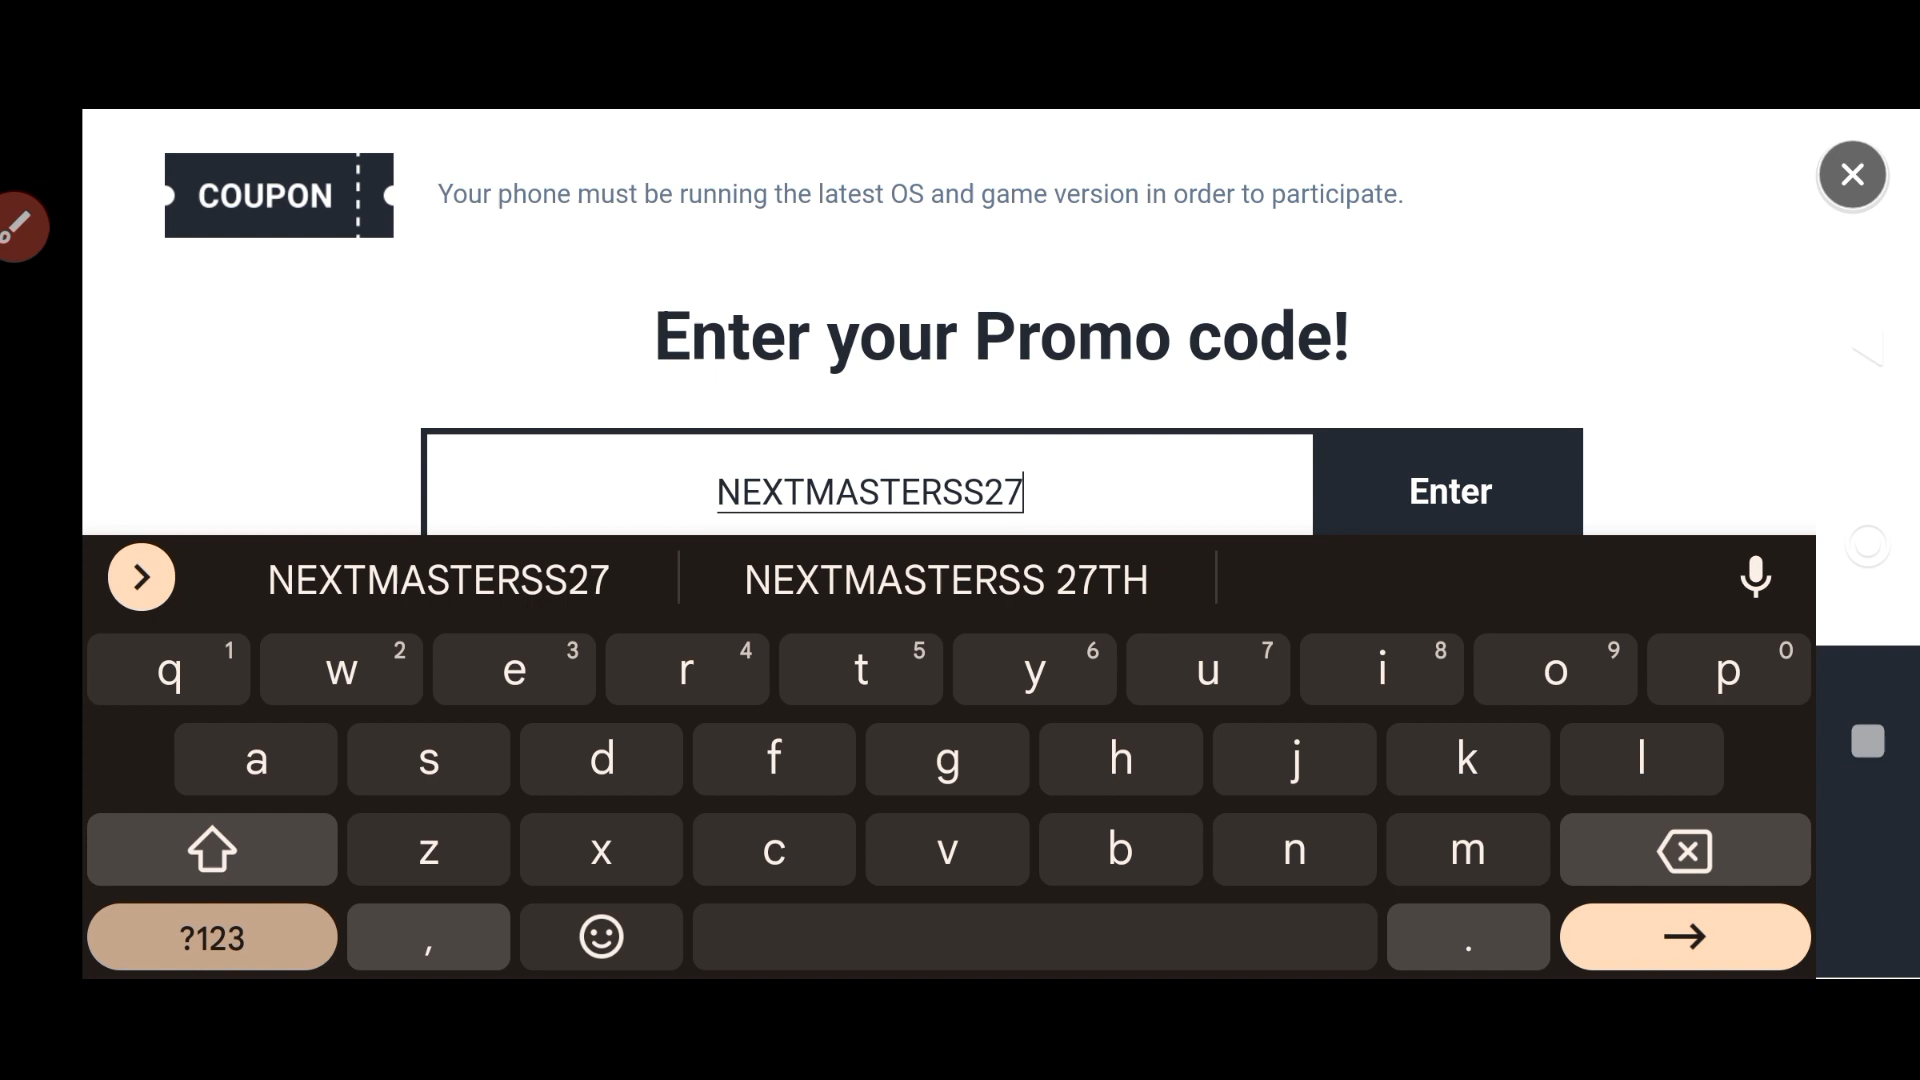 COUPON Your phone must be running the latest OS and game version in order to participate.
Enter your Promo code!
NEXTMASTERSS27 Enter
NEXTMASTERSS27 NEXTMASTERSS 27TH
q 1 w 2 e 3 r 4 t 5 y 6 u 7 i 8 o 9 p 0
a s d f g h j k l
z x c v b n m
?123 , .